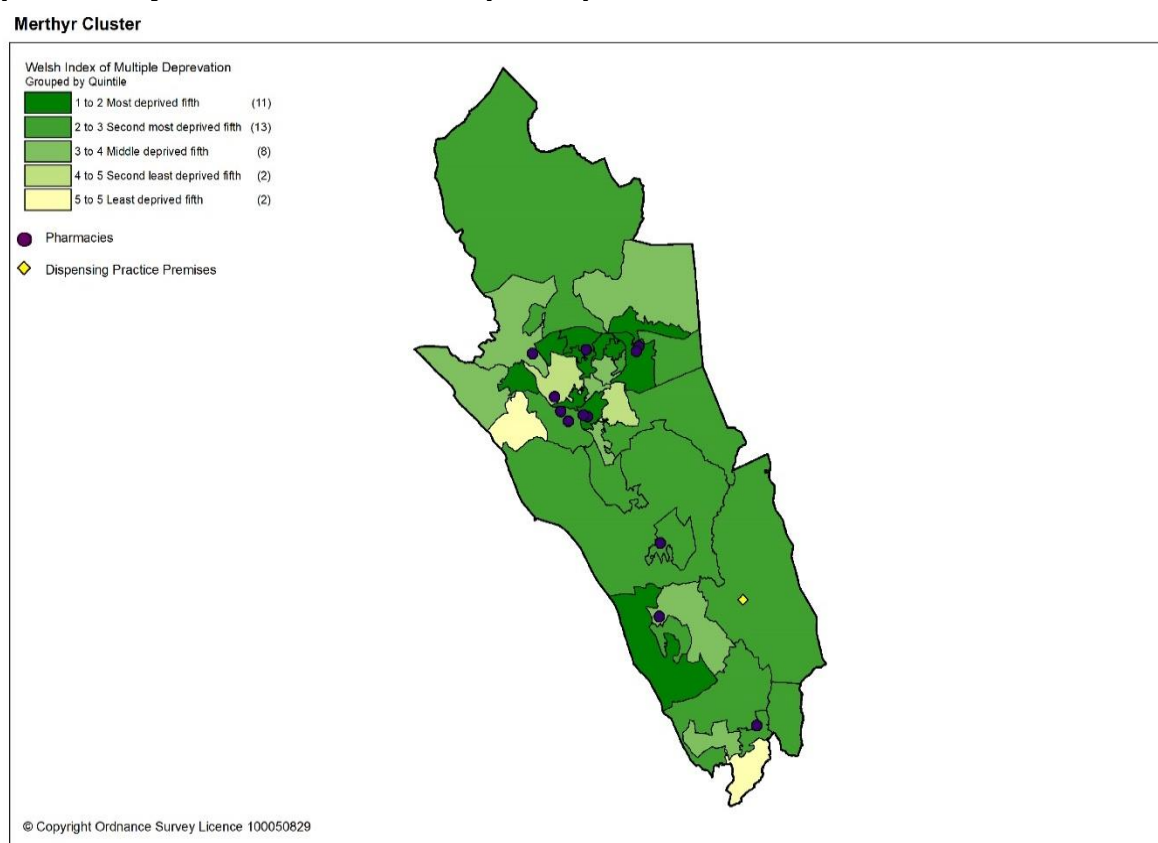 Merthyr Cluster
Welsh Index of Multiple Deprevation
Grouped by Quintile
1 to 2 Most deprived fifth (11)
2 to 3 Second most deprived fifth (13)
3 to 4 Middle deprived fifth (8)
4 to 5 Second least deprived fifth (2)
5 to 5 Least deprived fifth (2)
Pharmacies
Dispensing Practice Premises
© Copyright Ordnance Survey Licence 100050829